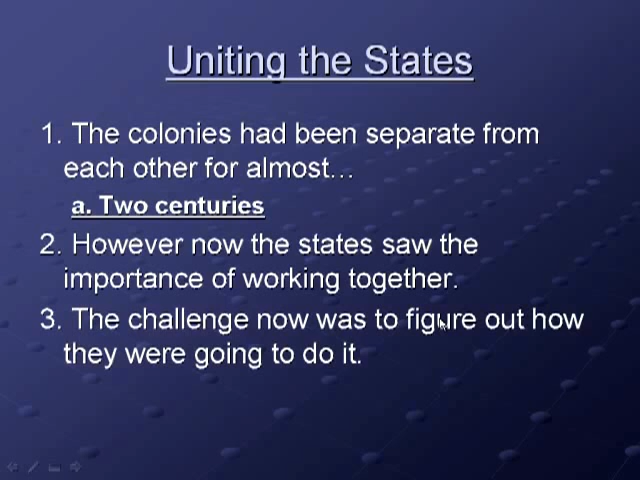 Uniting the States
1. The colonies had been separate from
each other for almost…
a. Two centuries
2. However now the states saw the
importance of working together.
3. The challenge now was to figure out how
they were going to do it.